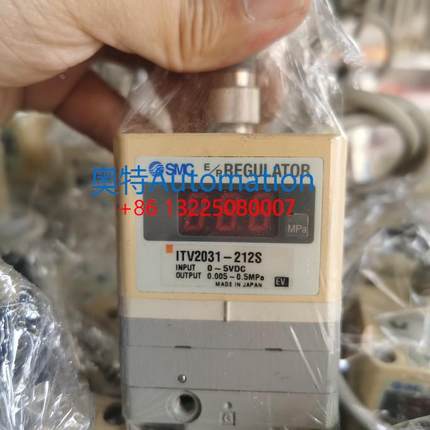 SMC E/P REGULATOR
奥特Automation
+86 13225080007
MPa
ITV2031-212S
INPUT 0~5VDC
OUTPUT 0.005~0.5MPa
MADE IN JAPAN
EV